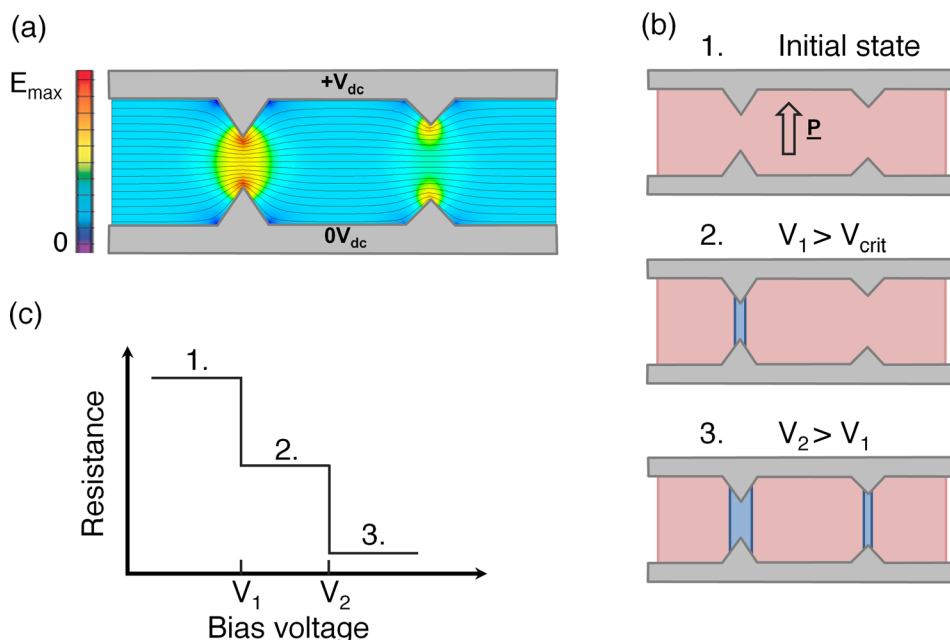 (a)
E_max
0
+V_dc
0V_dc
(b)
1. Initial state
P
2. V_1 > V_crit
3. V_2 > V_1
(c)
Resistance
1.
2.
3.
V_1 V_2
Bias voltage